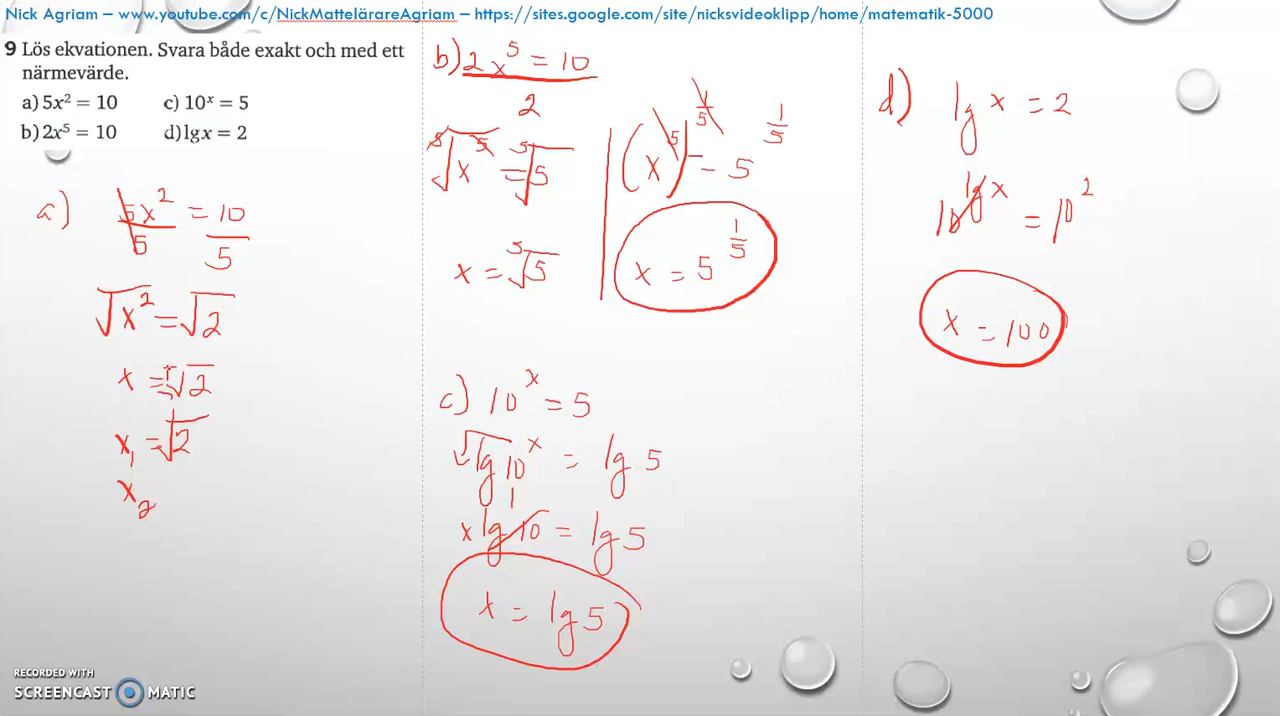 Nick Agriam – www.youtube.com/c/NickMattelärareAgriam – https://sites.google.com/site/nicksvideoklipp/home/matematik-5000
9 Lös ekvationen. Svara både exakt och med ett
närmevärde.
a) 5x² = 10 c) 10ˣ = 5
b) 2x⁵ = 10 d) lg x = 2
a) 5x²/5 = 10/5
√x² = √2
x = ±√2
x₁ = √2
x₂
b) 2x⁵ = 10
2
⁵√x⁵ = ⁵√5
x = ⁵√5
(x⁵)^(1/5) = 5^(1/5)
x = 5^(1/5)
c) 10ˣ = 5
lg 10ˣ = lg 5
1
x lg 10 = lg 5
x = lg 5
d) lg x = 2
10^(lg x) = 10²
x = 100
RECORDED WITH
SCREENCAST MATIC